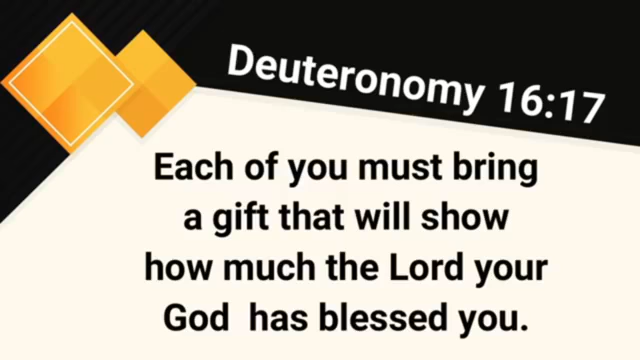 Deuteronomy 16:17
Each of you must bring
a gift that will show
how much the Lord your
God has blessed you.